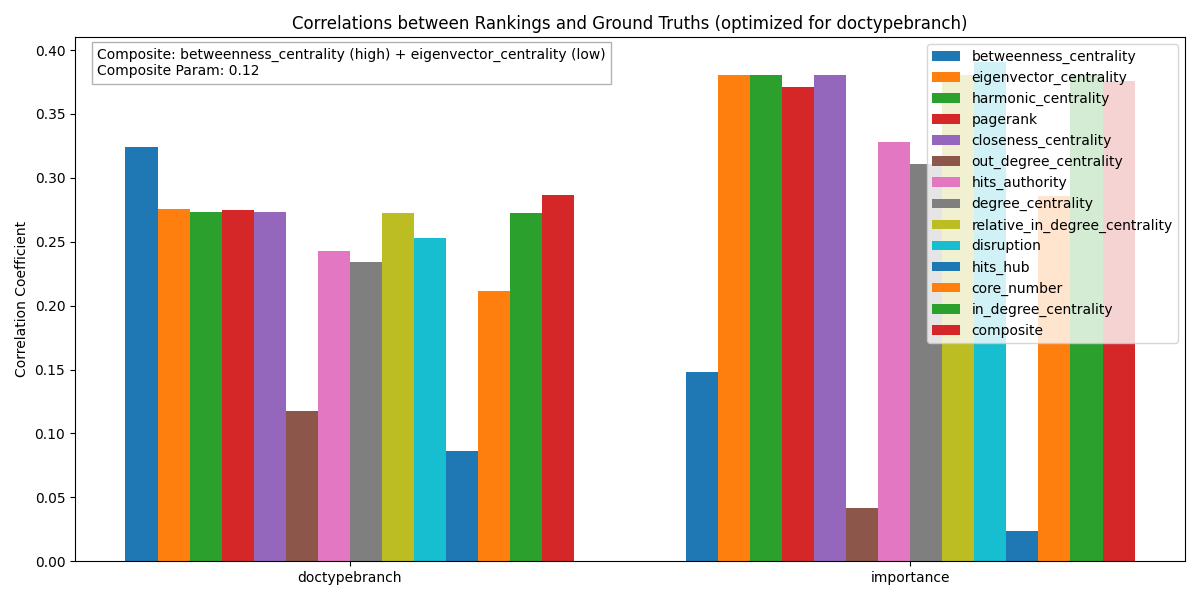 Correlations between Rankings and Ground Truths (optimized for doctypebranch)
Composite: betweenness_centrality (high) + eigenvector_centrality (low)
Composite Param: 0.12
betweenness_centrality
eigenvector_centrality
harmonic_centrality
pagerank
closeness_centrality
out_degree_centrality
hits_authority
degree_centrality
relative_in_degree_centrality
disruption
hits_hub
core_number
in_degree_centrality
composite
Correlation Coefficient
0.40
0.35
0.30
0.25
0.20
0.15
0.10
0.05
0.00
doctypebranch
importance